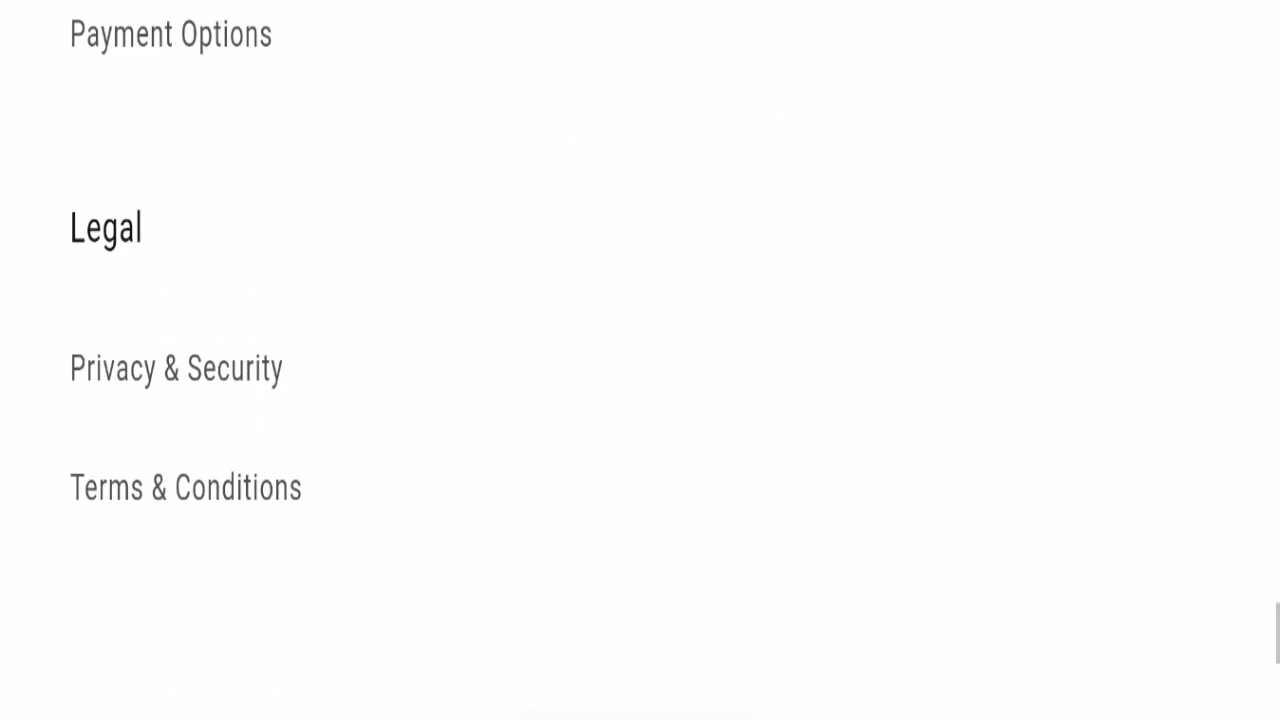 Payment Options
Legal
Privacy & Security
Terms & Conditions